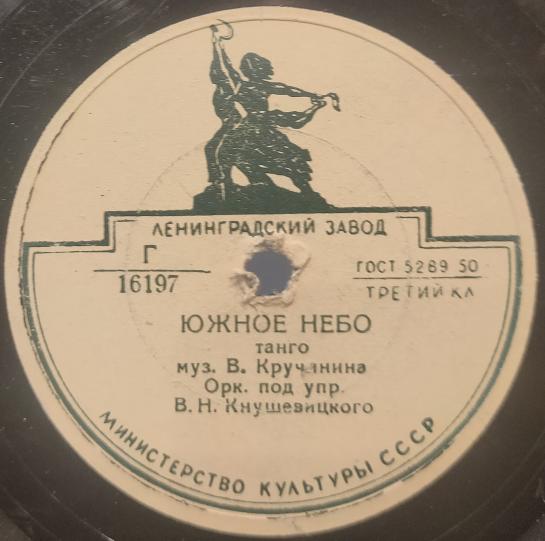 ЛЕНИНГРАДСКИЙ ЗАВОД
Г
16197
ГОСТ 5289 50
ТРЕТИЙ КЛ
ЮЖНОЕ НЕБО
танго
муз. В. Кручинина
Орк. под упр.
В. Н. Кнушевицкого
МИНИСТЕРСТВО КУЛЬТУРЫ СССР